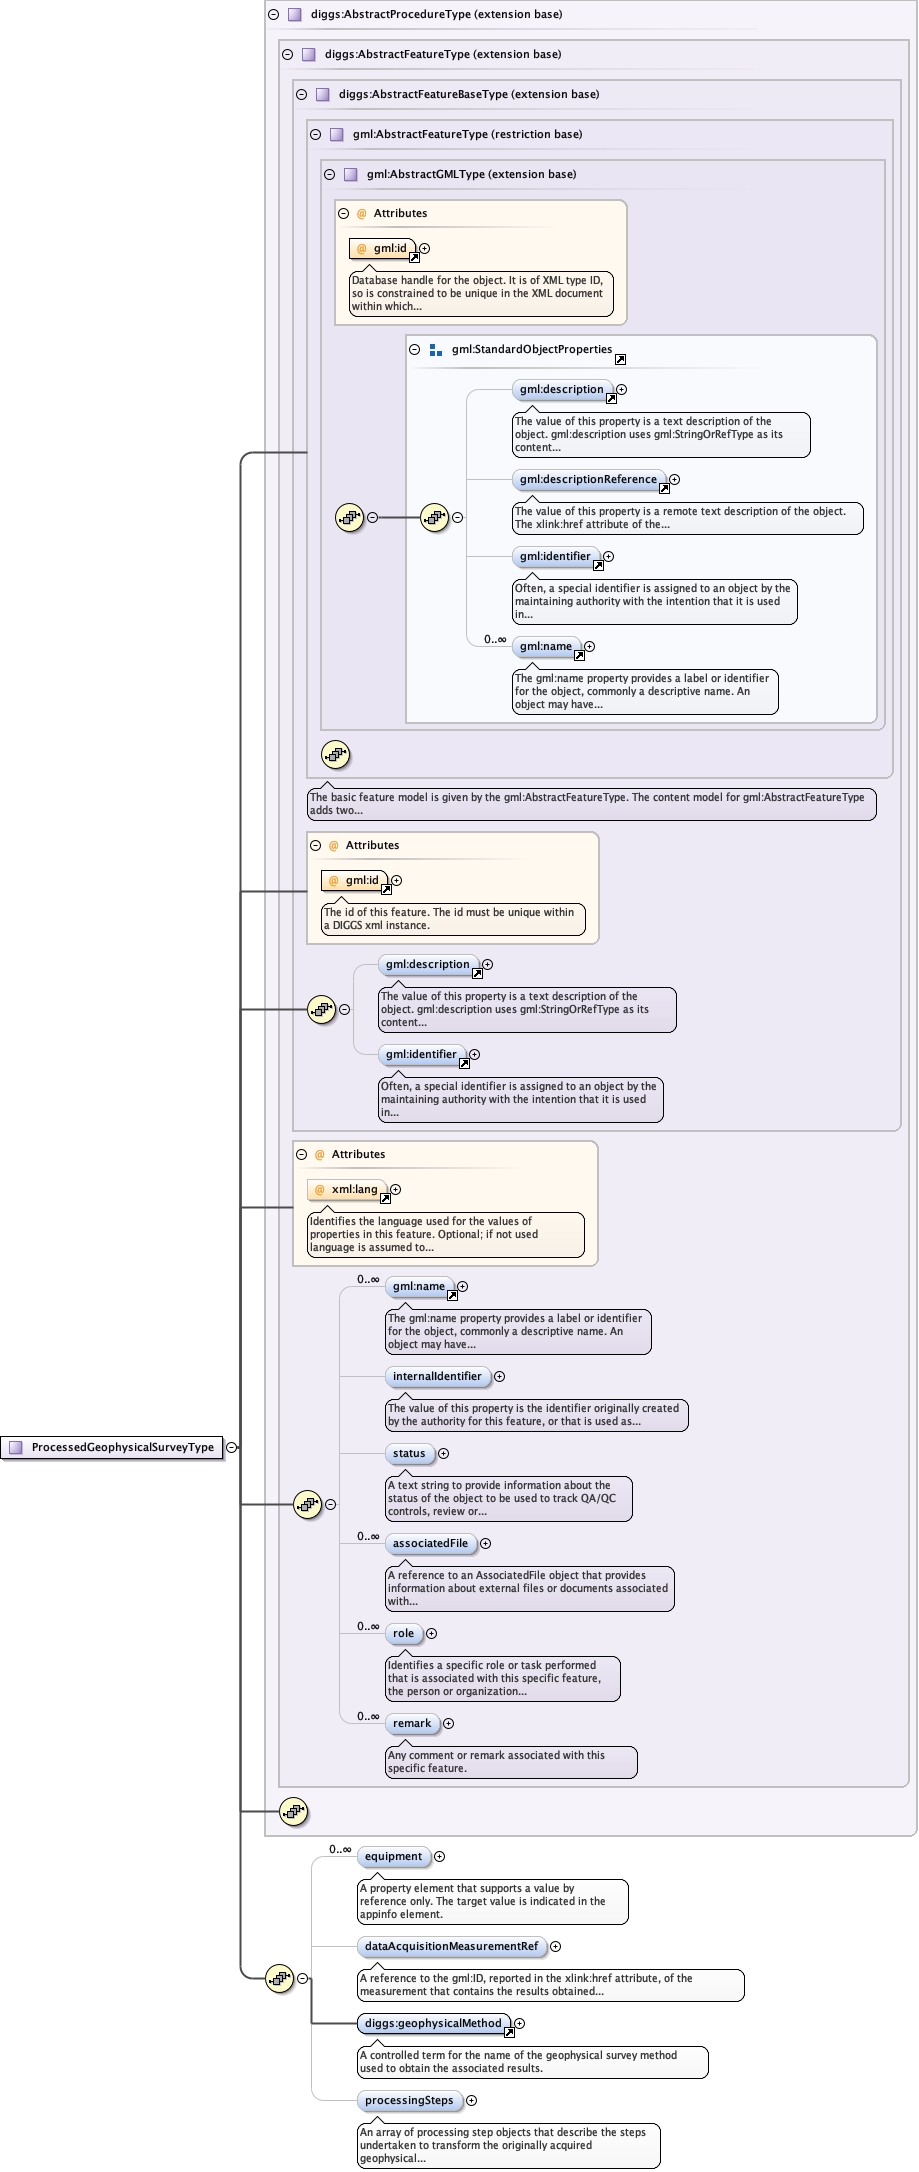 diggs:AbstractProcedureType (extension base)
diggs:AbstractFeatureType (extension base)
diggs:AbstractFeatureBaseType (extension base)
gml:AbstractFeatureType (restriction base)
gml:AbstractGMLType (extension base)
@ Attributes
@ gml:id
Database handle for the object. It is of XML type ID,
so is constrained to be unique in the XML document
within which...
gml:StandardObjectProperties
gml:description
The value of this property is a text description of the
object. gml:description uses gml:StringOrRefType as its
content...
gml:descriptionReference
The value of this property is a remote text description of the object.
The xlink:href attribute of the...
gml:identifier
Often, a special identifier is assigned to an object by the
maintaining authority with the intention that it is used
in...
0..∞
gml:name
The gml:name property provides a label or identifier
for the object, commonly a descriptive name. An
object may have...
The basic feature model is given by the gml:AbstractFeatureType. The content model for gml:AbstractFeatureType
adds two...
@ Attributes
@ gml:id
The id of this feature. The id must be unique within
a DIGGS xml instance.
gml:description
The value of this property is a text description of the
object. gml:description uses gml:StringOrRefType as its
content...
gml:identifier
Often, a special identifier is assigned to an object by the
maintaining authority with the intention that it is used
in...
@ Attributes
@ xml:lang
Identifies the language used for the values of
properties in this feature. Optional; if not used
language is assumed to...
0..∞
gml:name
The gml:name property provides a label or identifier
for the object, commonly a descriptive name. An
object may have...
internalIdentifier
The value of this property is the identifier originally created
by the authority for this feature, or that is used as...
ProcessedGeophysicalSurveyType
status
A text string to provide information about the
status of the object to be used to track QA/QC
controls, review or...
0..∞
associatedFile
A reference to an AssociatedFile object that provides
information about external files or documents associated
with...
0..∞
role
Identifies a specific role or task performed
that is associated with this specific feature,
the person or organization...
0..∞
remark
Any comment or remark associated with this
specific feature.
0..∞
equipment
A property element that supports a value by
reference only. The target value is indicated in the
appinfo element.
dataAcquisitionMeasurementRef
A reference to the gml:ID, reported in the xlink:href attribute, of the
measurement that contains the results obtained...
diggs:geophysicalMethod
A controlled term for the name of the geophysical survey method
used to obtain the associated results.
processingSteps
An array of processing step objects that describe the steps
undertaken to transform the originally acquired
geophysical...